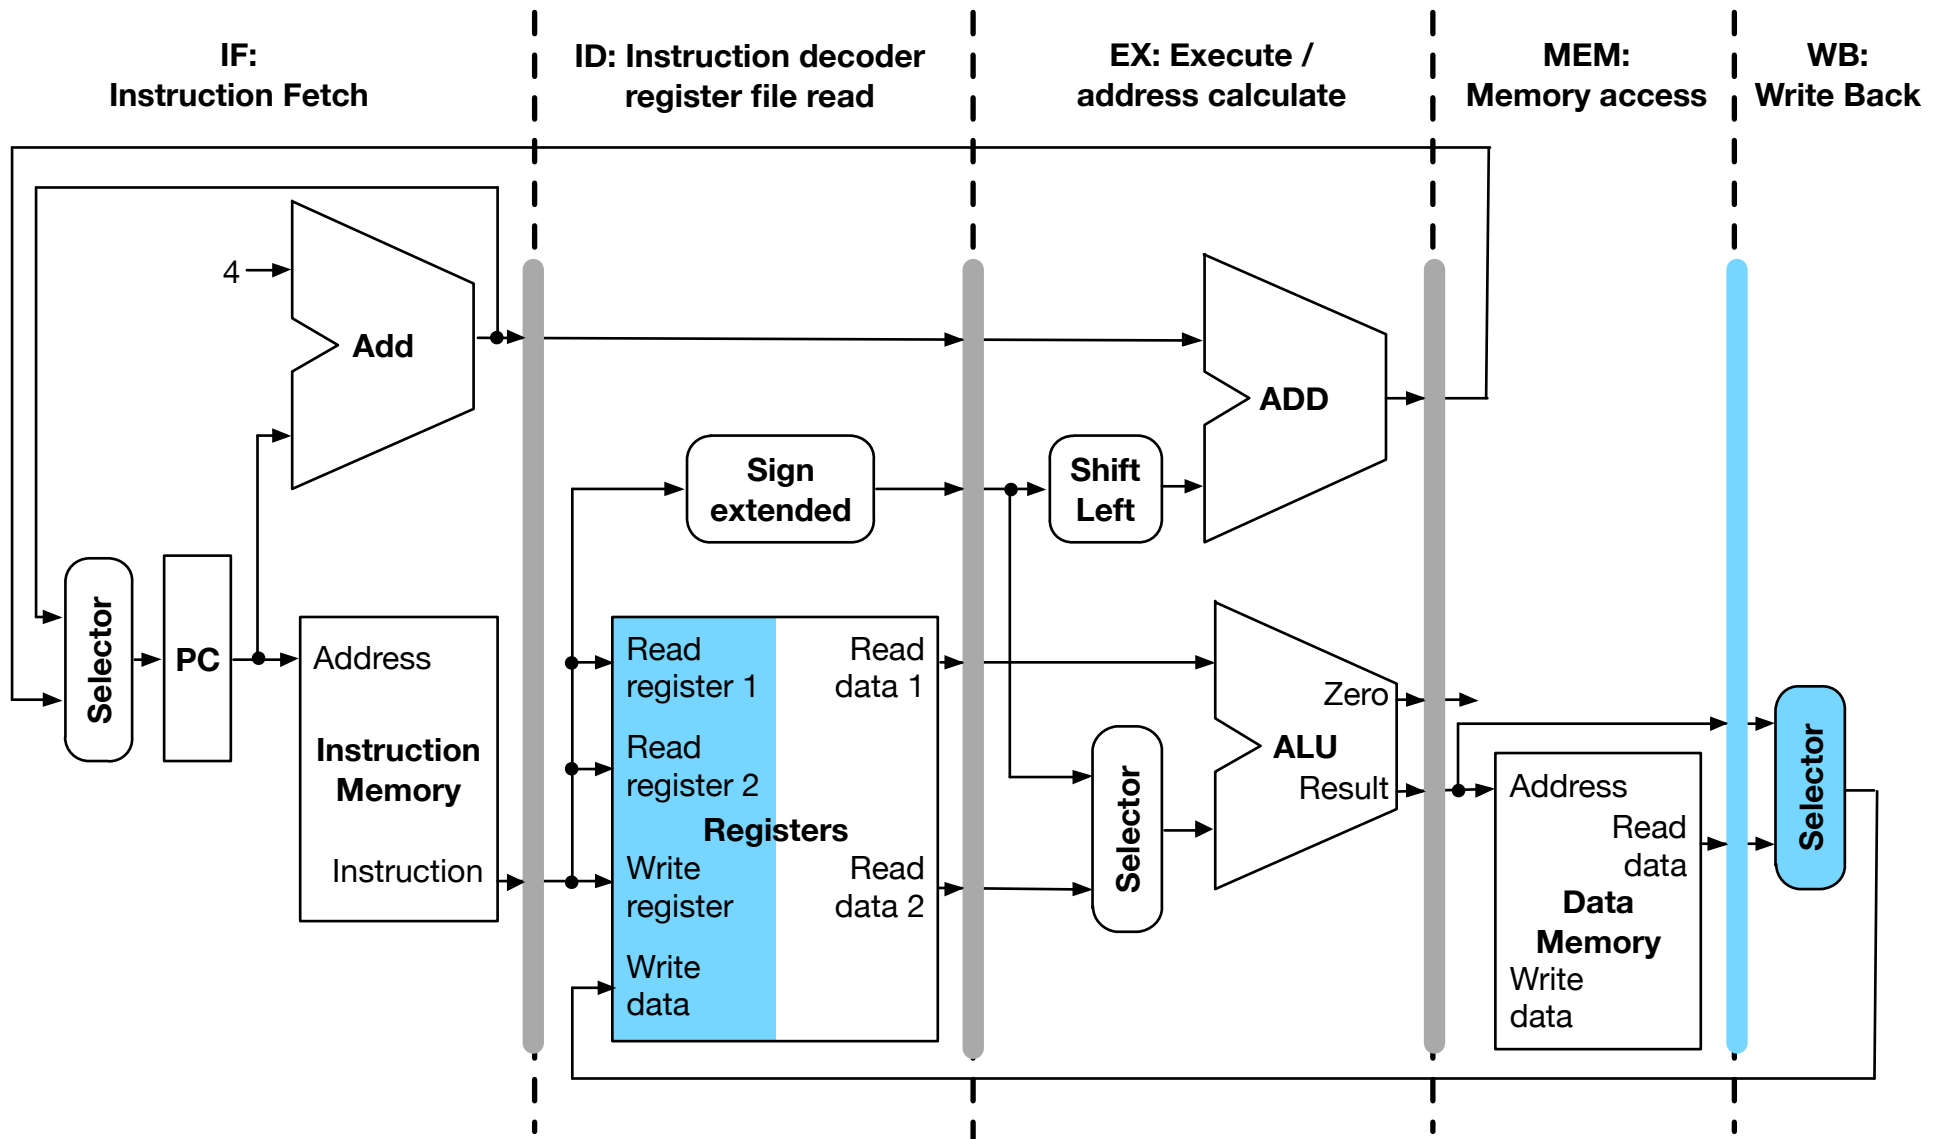 IF:
Instruction Fetch
ID: Instruction decoder
register file read
EX: Execute /
address calculate
MEM:
Memory access
WB:
Write Back
4
Add
ADD
Sign
extended
Shift
Left
Selector
PC
Address
Instruction
Memory
Instruction
Read
register 1
Read
data 1
Read
register 2
Registers
Write
register
Read
data 2
Write
data
Selector
Zero
ALU
Result
Address
Read
data
Data
Memory
Write
data
Selector